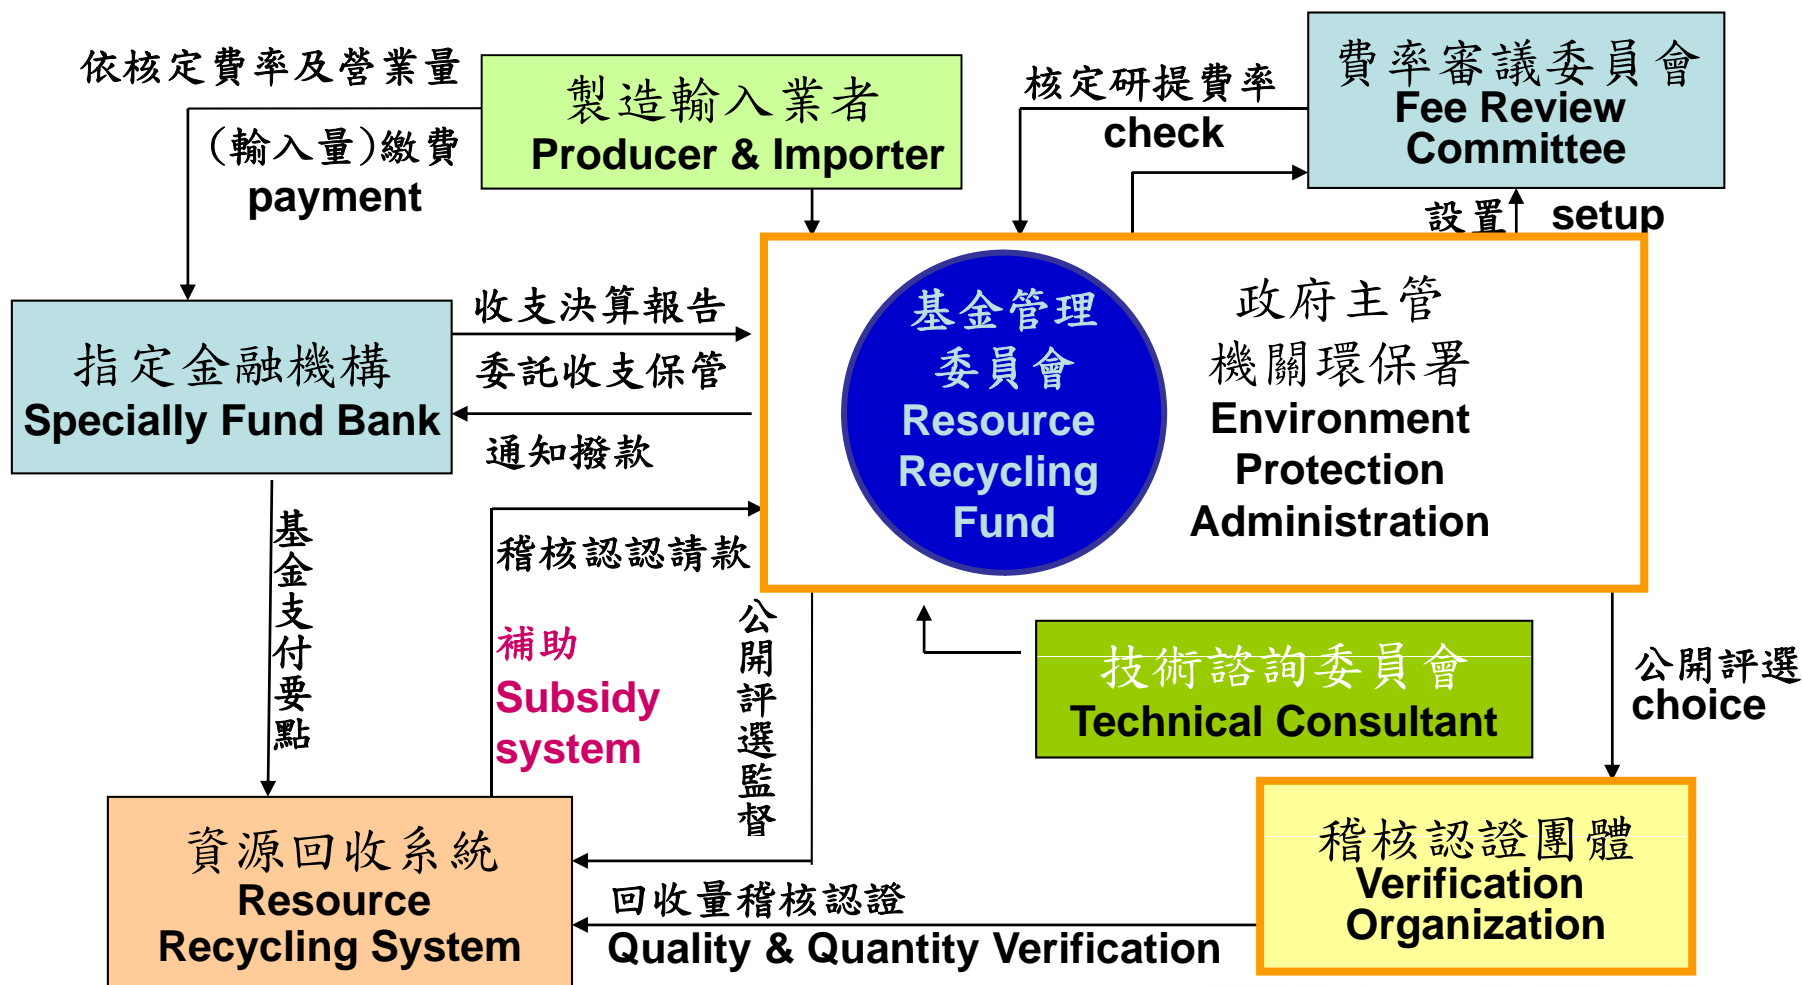 依核定費率及營業量
(輸入量)繳費
payment
製造輸入業者
Producer & Importer
核定研提費率
check
費率審議委員會
Fee Review
Committee
設置
setup
指定金融機構
Specially Fund Bank
收支決算報告
委託收支保管
通知撥款
基金管理
委員會
Resource
Recycling
Fund
政府主管
機關環保署
Environment
Protection
Administration
基金支付要點
稽核認認請款
補助
Subsidy
system
公開評選監督
技術諮詢委員會
Technical Consultant
公開評選
choice
資源回收系統
Resource
Recycling System
回收量稽核認證
Quality & Quantity Verification
稽核認證團體
Verification
Organization